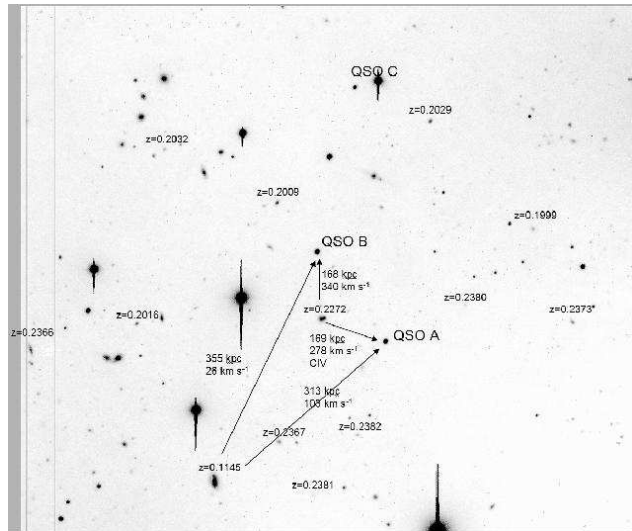 QSO C
z=0.2029
z=0.2032
z=0.2009
z=0.1999
QSO B
168 kpc
340 km s⁻¹
z=0.2380
z=0.2272
z=0.2373*
z=0.2016
z=0.2366
QSO A
169 kpc
278 km s⁻¹
CIV
355 kpc
26 km s⁻¹
313 kpc
103 km s⁻¹
z=0.2382
z=0.2367
z=0.1145
z=0.2381